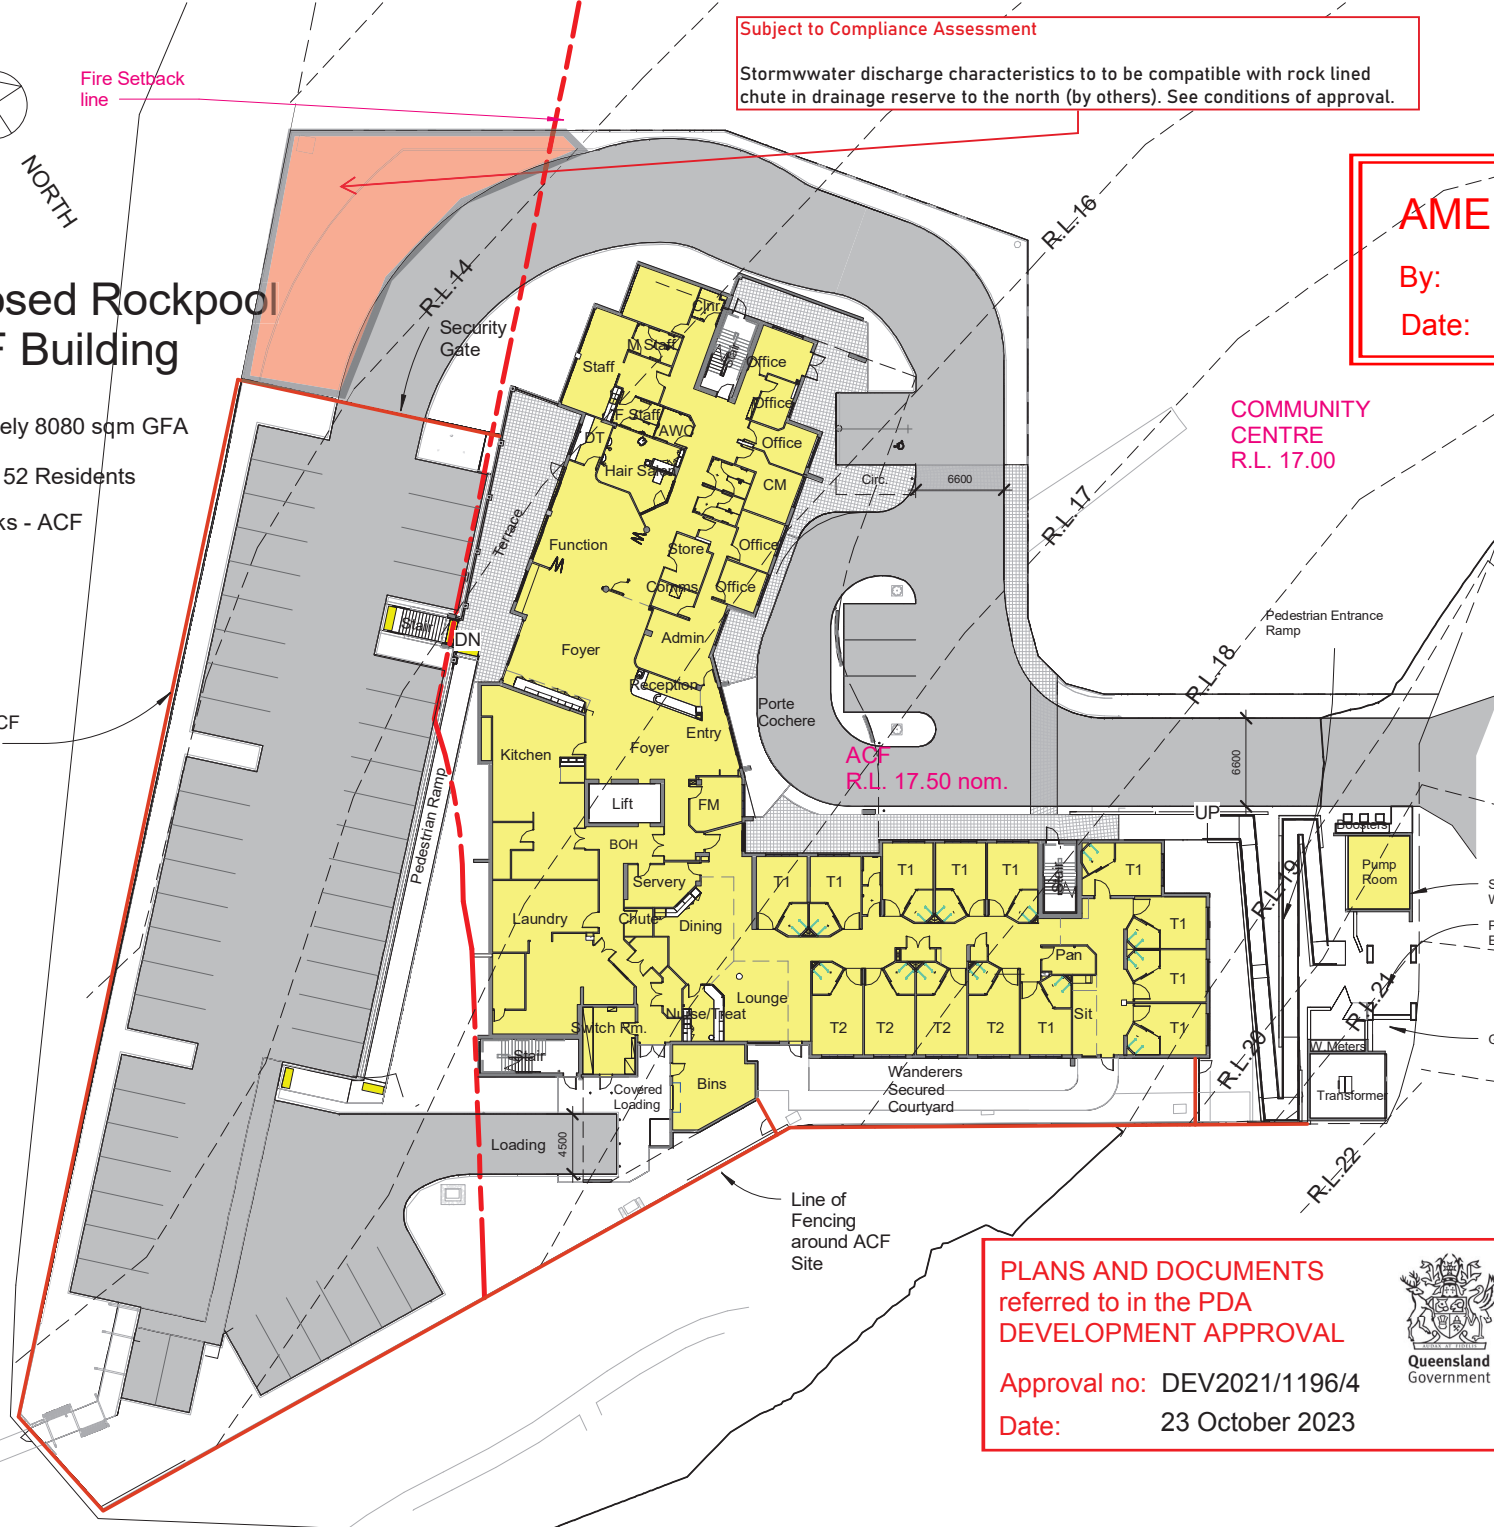 Subject to Compliance Assessment
Stormwwater discharge characteristics to to be compatible with rock lined
chute in drainage reserve to the north (by others). See conditions of approval.
Fire Setback
line
NORTH
AME
By:
Date:
osed Rockpool
F Building
ely 8080 sqm GFA
52 Residents
ks - ACF
CF
R.L.14
R.L.16
R.L.17
R.L.18
R.L.19
R.L.20
R.L.21
R.L.22
Security
Gate
COMMUNITY
CENTRE
R.L. 17.00
Clnr
M Staff
Stair
Office
Staff
Office
F Staff
AWC
Office
DT
Hair Salon
CM
Circ.
6600
Terrace
Function
Store
Office
Comms
Office
Stair
DN
Foyer
Admin
Reception
Pedestrian Entrance
Ramp
Porte
Cochere
Entry
Kitchen
Foyer
ACF
R.L. 17.50 nom.
6600
Lift
FM
UP
Pedestrian Ramp
BOH
Boosters
Servery
T1
T1
T1
T1
T1
Stair
T1
Pump
Room
Laundry
Chute
Dining
T1
Pan
T1
Lounge
Nurse/Treat
Swtch Rm.
T2
T2
T2
T2
T1
Sit
T1
W.Meters
Stair
Covered
Loading
Bins
Wanderers
Secured
Courtyard
Transformer
Loading
4500
Line of
Fencing
around ACF
Site
PLANS AND DOCUMENTS
referred to in the PDA
DEVELOPMENT APPROVAL
Approval no: DEV2021/1196/4
Date: 23 October 2023
AUDAX AT FIDELIS
Queensland
Government